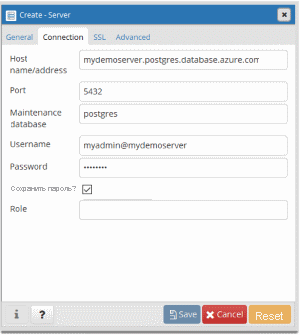 Create - Server
General Connection SSL Advanced
Host name/address mydemoserver.postgres.database.azure.com
Port 5432
Maintenance database postgres
Username myadmin@mydemoserver
Password ••••••••
Сохранить пароль?
Role
i ? Save Cancel Reset